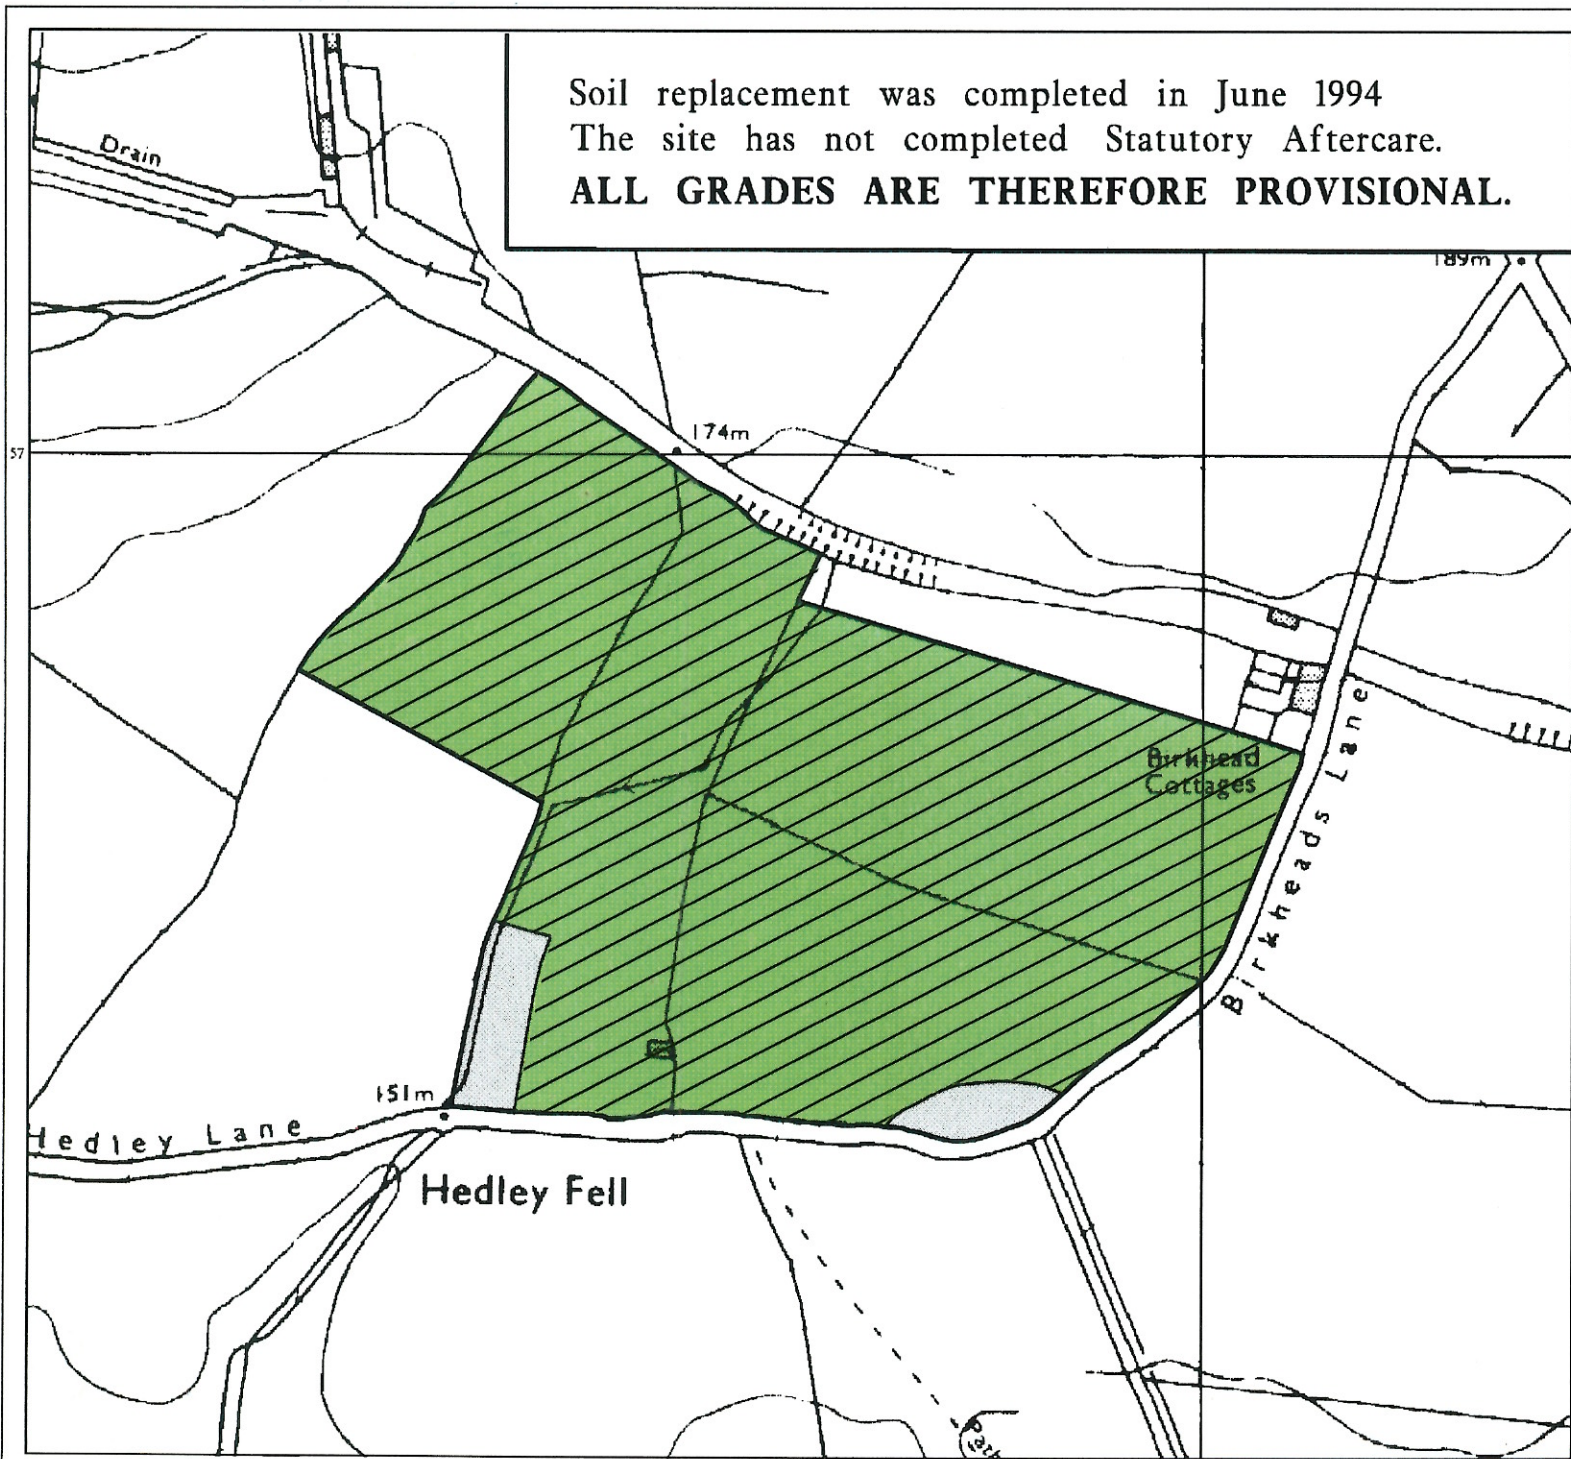 Soil replacement was completed in June 1994
The site has not completed Statutory Aftercare.
ALL GRADES ARE THEREFORE PROVISIONAL.
Drain
189m
57
174m
Birkhead
Cottages
Birkheads Lane
151m
Hedley Lane
Hedley Fell
Path